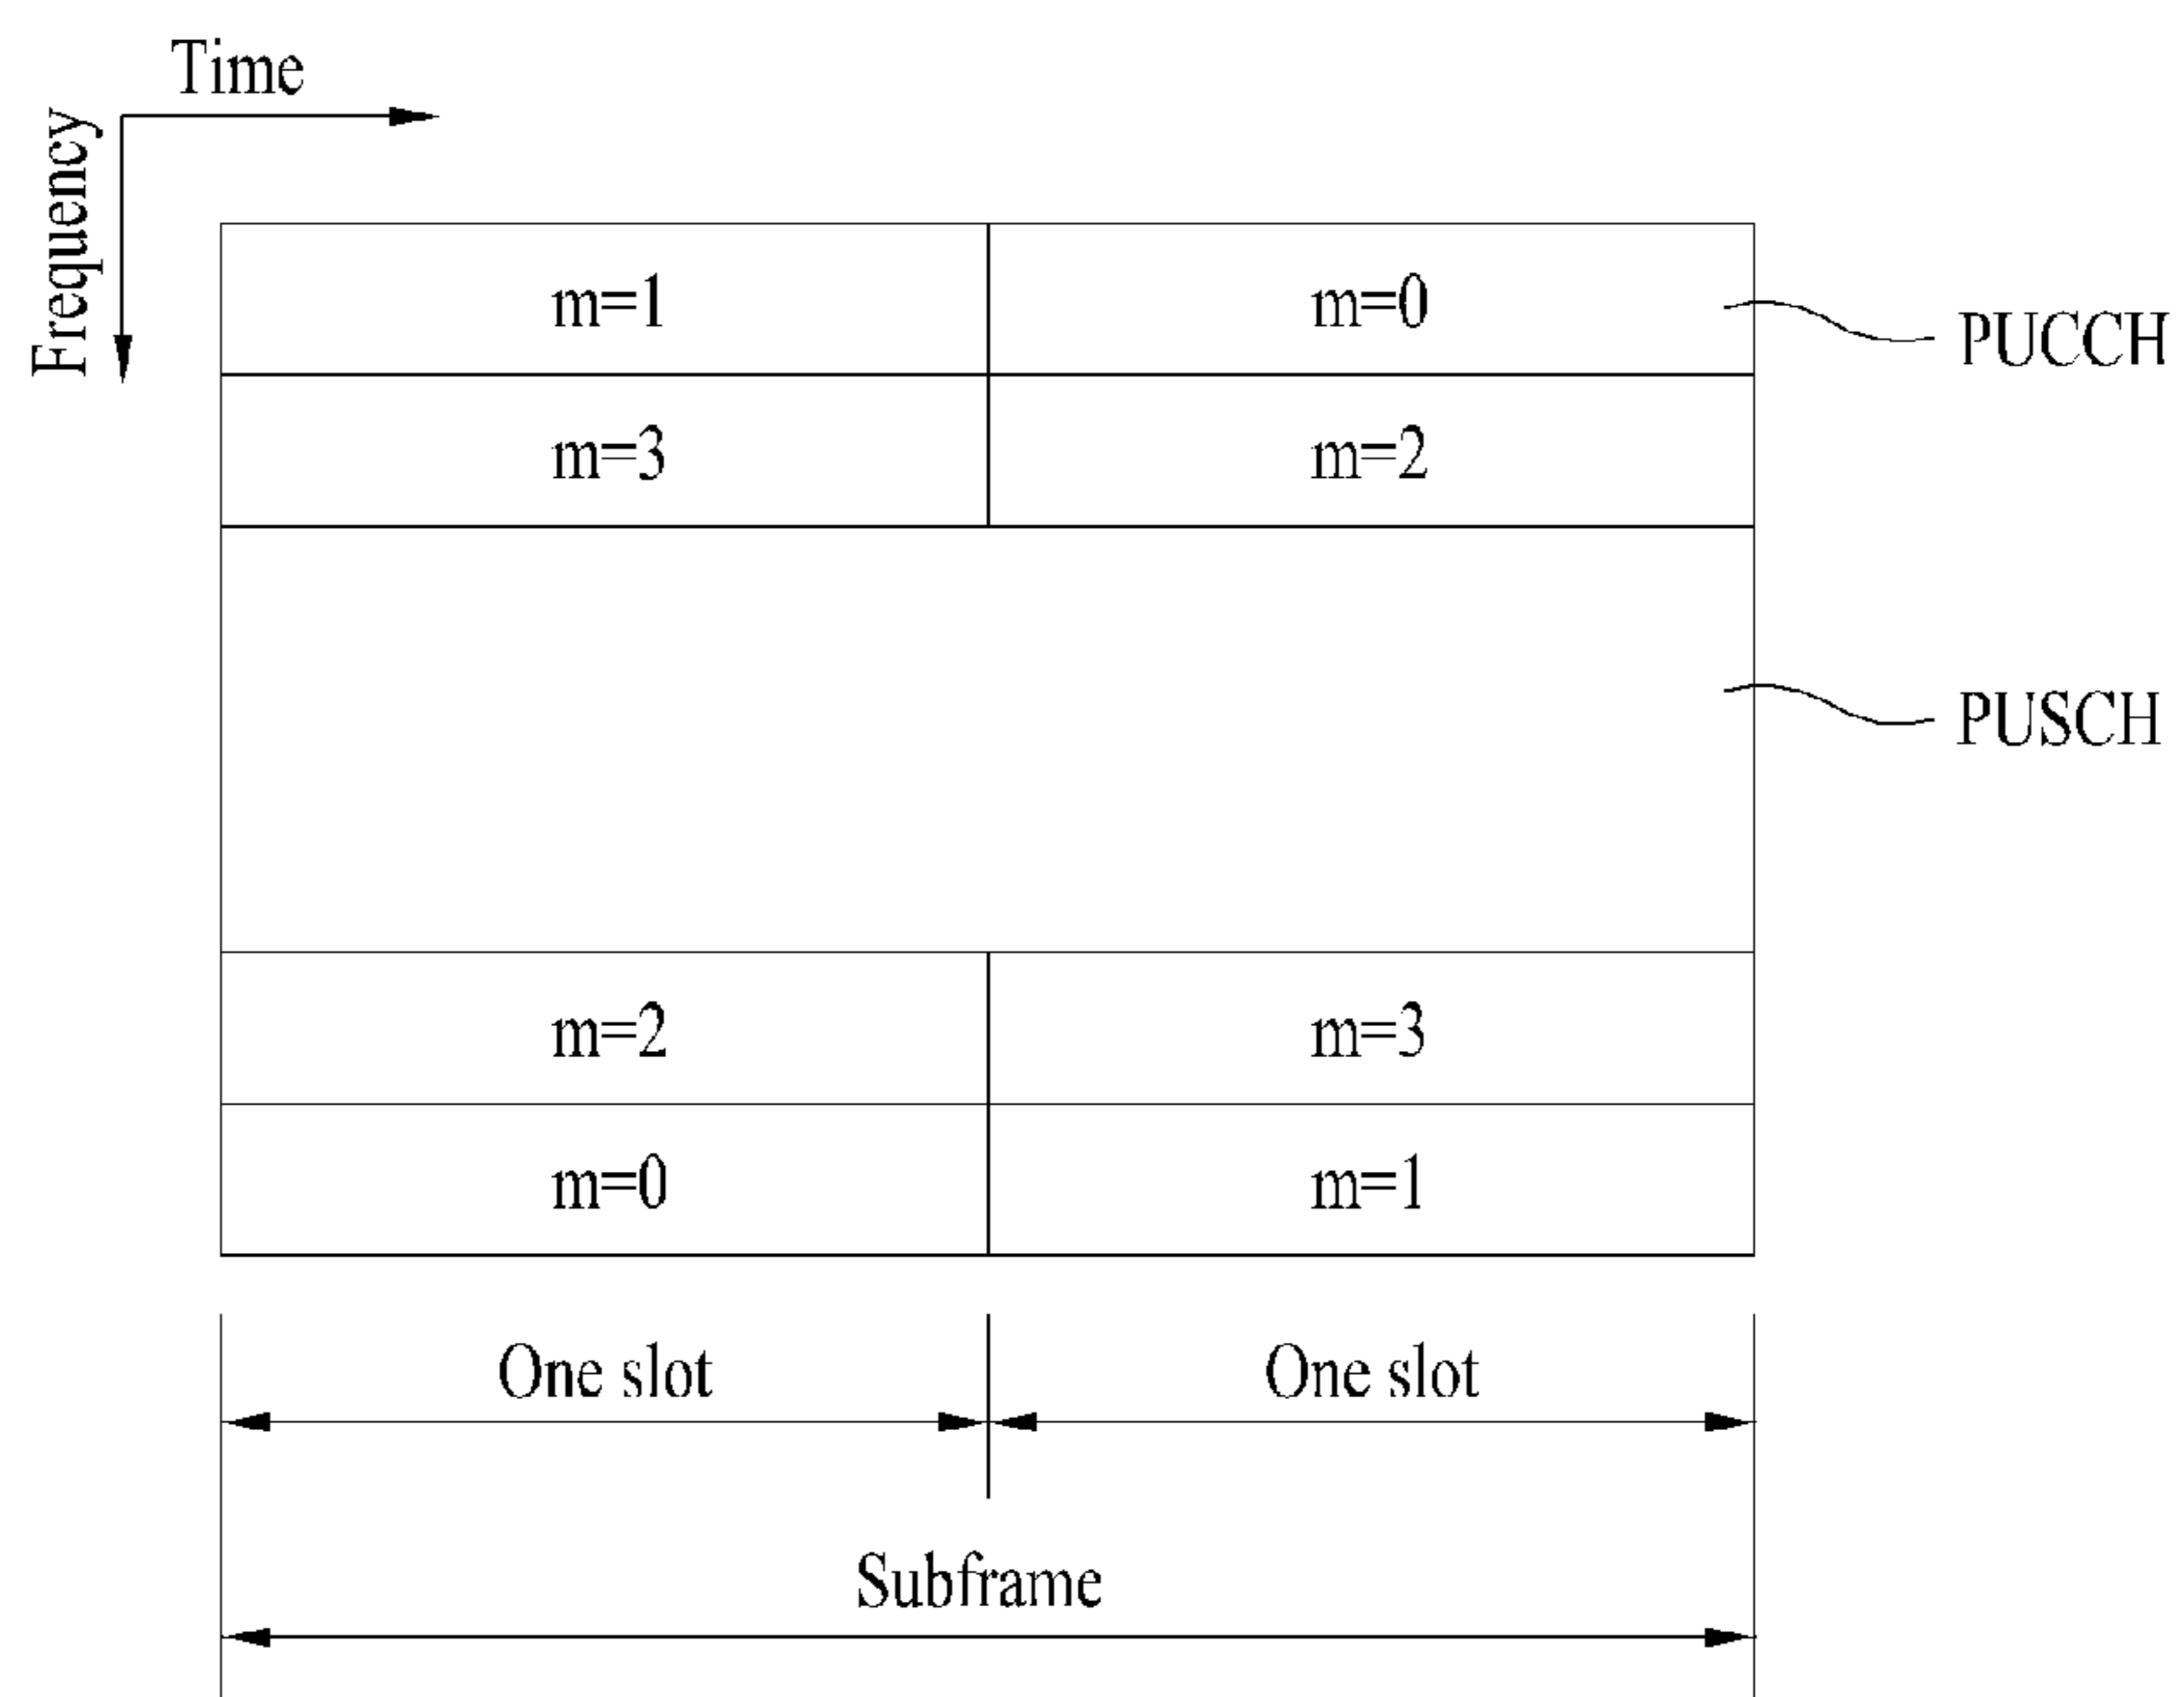 Time
Frequency
m=1 m=0
PUCCH
m=3 m=2
PUSCH
m=2 m=3
m=0 m=1
One slot One slot
Subframe